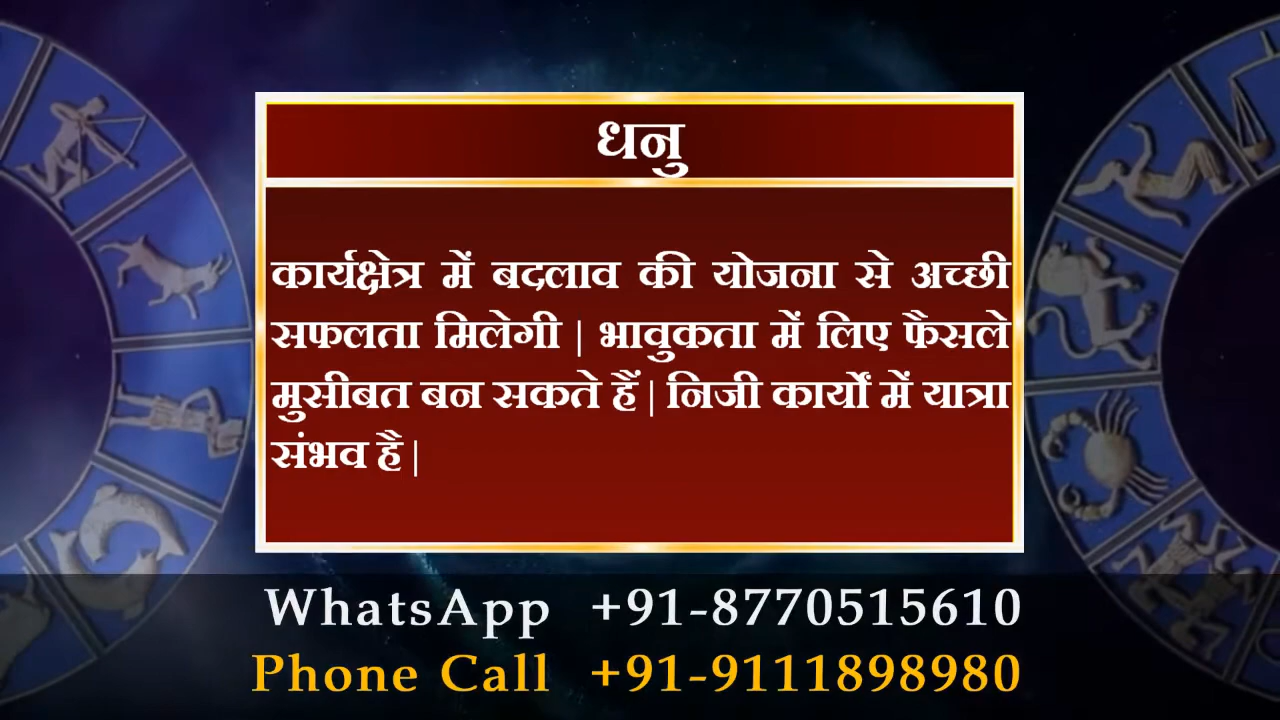 धनु
कार्यक्षेत्र में बदलाव की योजना से अच्छी
सफलता मिलेगी | भावुकता में लिए फैसले
मुसीबत बन सकते हैं | निजी कार्यों में यात्रा
संभव है |
WhatsApp +91-8770515610
Phone Call +91-9111898980